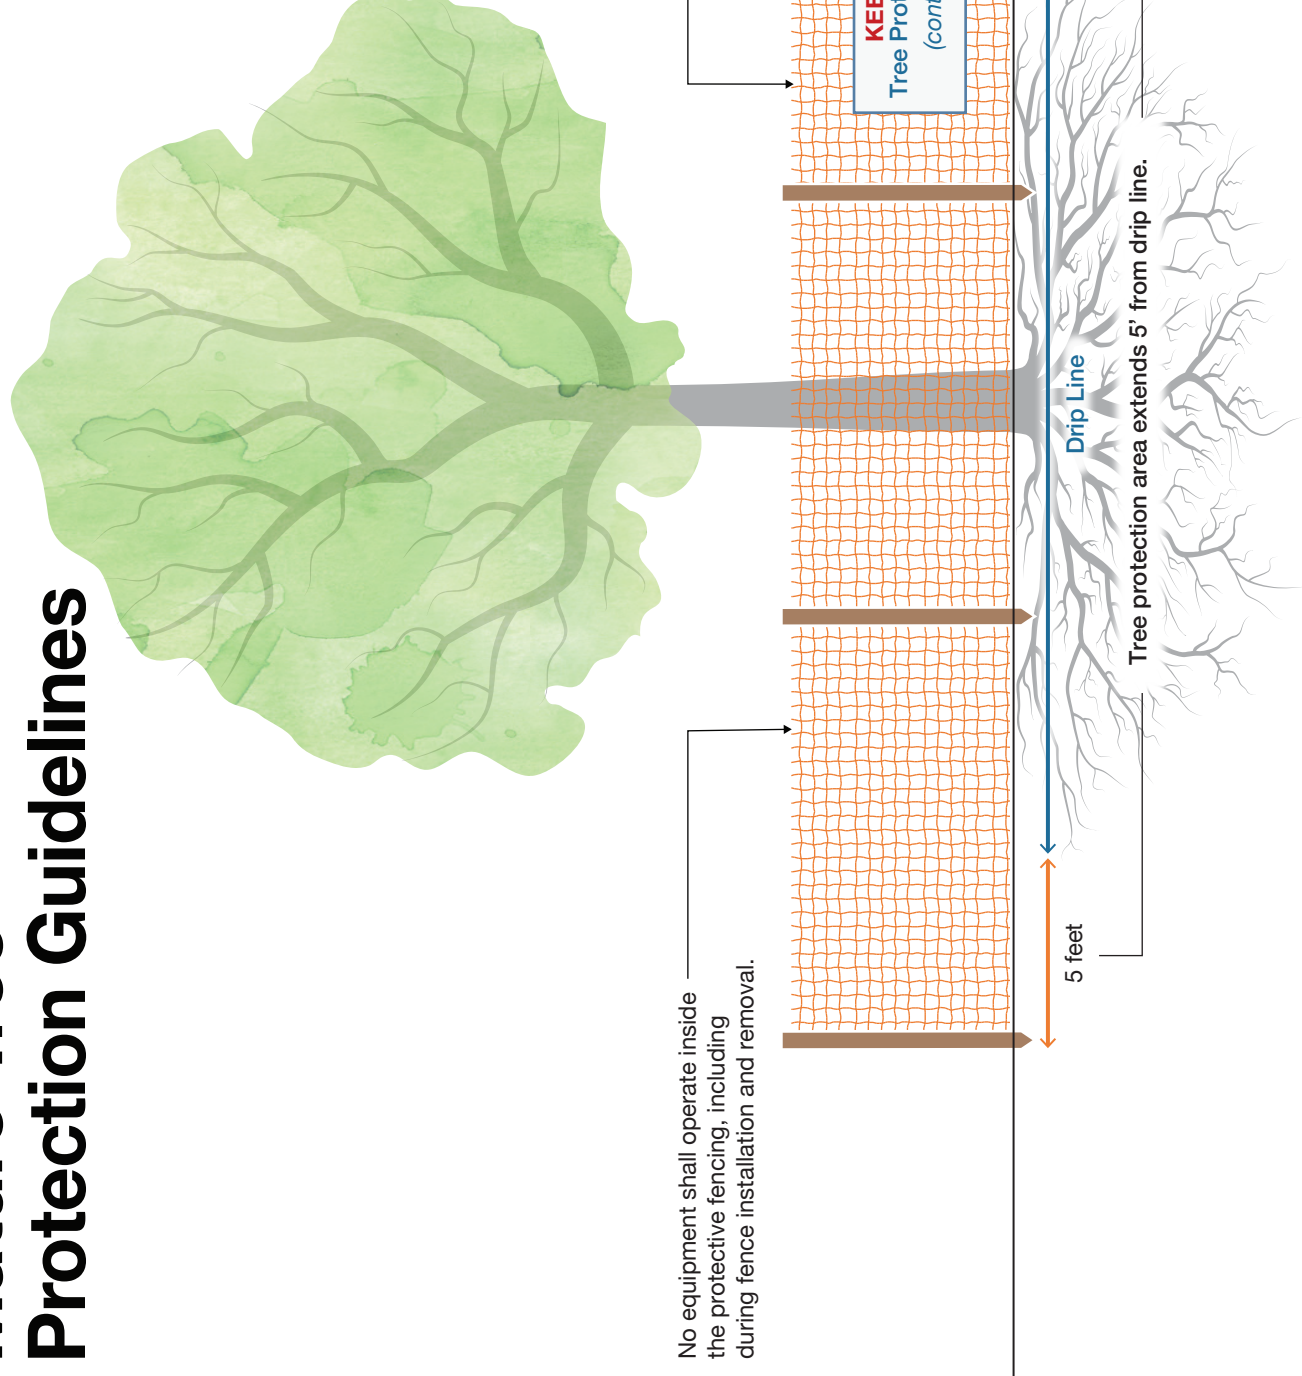 Protection Guidelines
No equipment shall operate inside
the protective fencing, including
during fence installation and removal.
Drip Line
Tree protection area extends 5’ from drip line.
5 feet